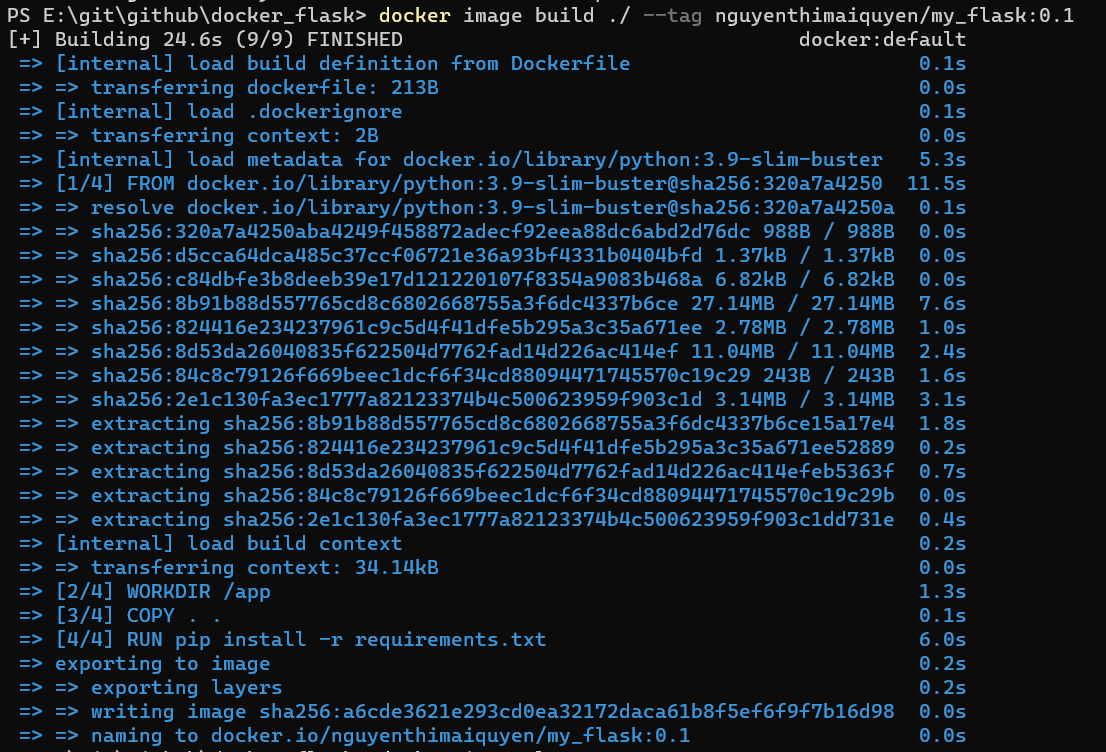 PS E:\git\github\docker_flask> docker image build ./ --tag nguyenthimaiquyen/my_flask:0.1
[+] Building 24.6s (9/9) FINISHED docker:default
=> [internal] load build definition from Dockerfile 0.1s
=> => transferring dockerfile: 213B 0.0s
=> [internal] load .dockerignore 0.1s
=> => transferring context: 2B 0.0s
=> [internal] load metadata for docker.io/library/python:3.9-slim-buster 5.3s
=> [1/4] FROM docker.io/library/python:3.9-slim-buster@sha256:320a7a4250 11.5s
=> => resolve docker.io/library/python:3.9-slim-buster@sha256:320a7a4250a 0.1s
=> => sha256:320a7a4250aba4249f458872adecf92eea88dc6abd2d76dc 988B / 988B 0.0s
=> => sha256:d5cca64dca485c37ccf06721e36a93bf4331b0404bfd 1.37kB / 1.37kB 0.0s
=> => sha256:c84dbfe3b8deeb39e17d121220107f8354a9083b468a 6.82kB / 6.82kB 0.0s
=> => sha256:8b91b88d557765cd8c6802668755a3f6dc4337b6ce 27.14MB / 27.14MB 7.6s
=> => sha256:824416e234237961c9c5d4f41dfe5b295a3c35a671ee 2.78MB / 2.78MB 1.0s
=> => sha256:8d53da26040835f622504d7762fad14d226ac414ef 11.04MB / 11.04MB 2.4s
=> => sha256:84c8c79126f669beec1dcf6f34cd88094471745570c19c29 243B / 243B 1.6s
=> => sha256:2e1c130fa3ec1777a82123374b4c500623959f903c1d 3.14MB / 3.14MB 3.1s
=> => extracting sha256:8b91b88d557765cd8c6802668755a3f6dc4337b6ce15a17e4 1.8s
=> => extracting sha256:824416e234237961c9c5d4f41dfe5b295a3c35a671ee52889 0.2s
=> => extracting sha256:8d53da26040835f622504d7762fad14d226ac414efeb5363f 0.7s
=> => extracting sha256:84c8c79126f669beec1dcf6f34cd88094471745570c19c29b 0.0s
=> => extracting sha256:2e1c130fa3ec1777a82123374b4c500623959f903c1dd731e 0.4s
=> [internal] load build context 0.2s
=> => transferring context: 34.14kB 0.0s
=> [2/4] WORKDIR /app 1.3s
=> [3/4] COPY . . 0.1s
=> [4/4] RUN pip install -r requirements.txt 6.0s
=> exporting to image 0.2s
=> => exporting layers 0.2s
=> => writing image sha256:a6cde3621e293cd0ea32172daca61b8f5ef6f9f7b16d98 0.0s
=> => naming to docker.io/nguyenthimaiquyen/my_flask:0.1 0.0s